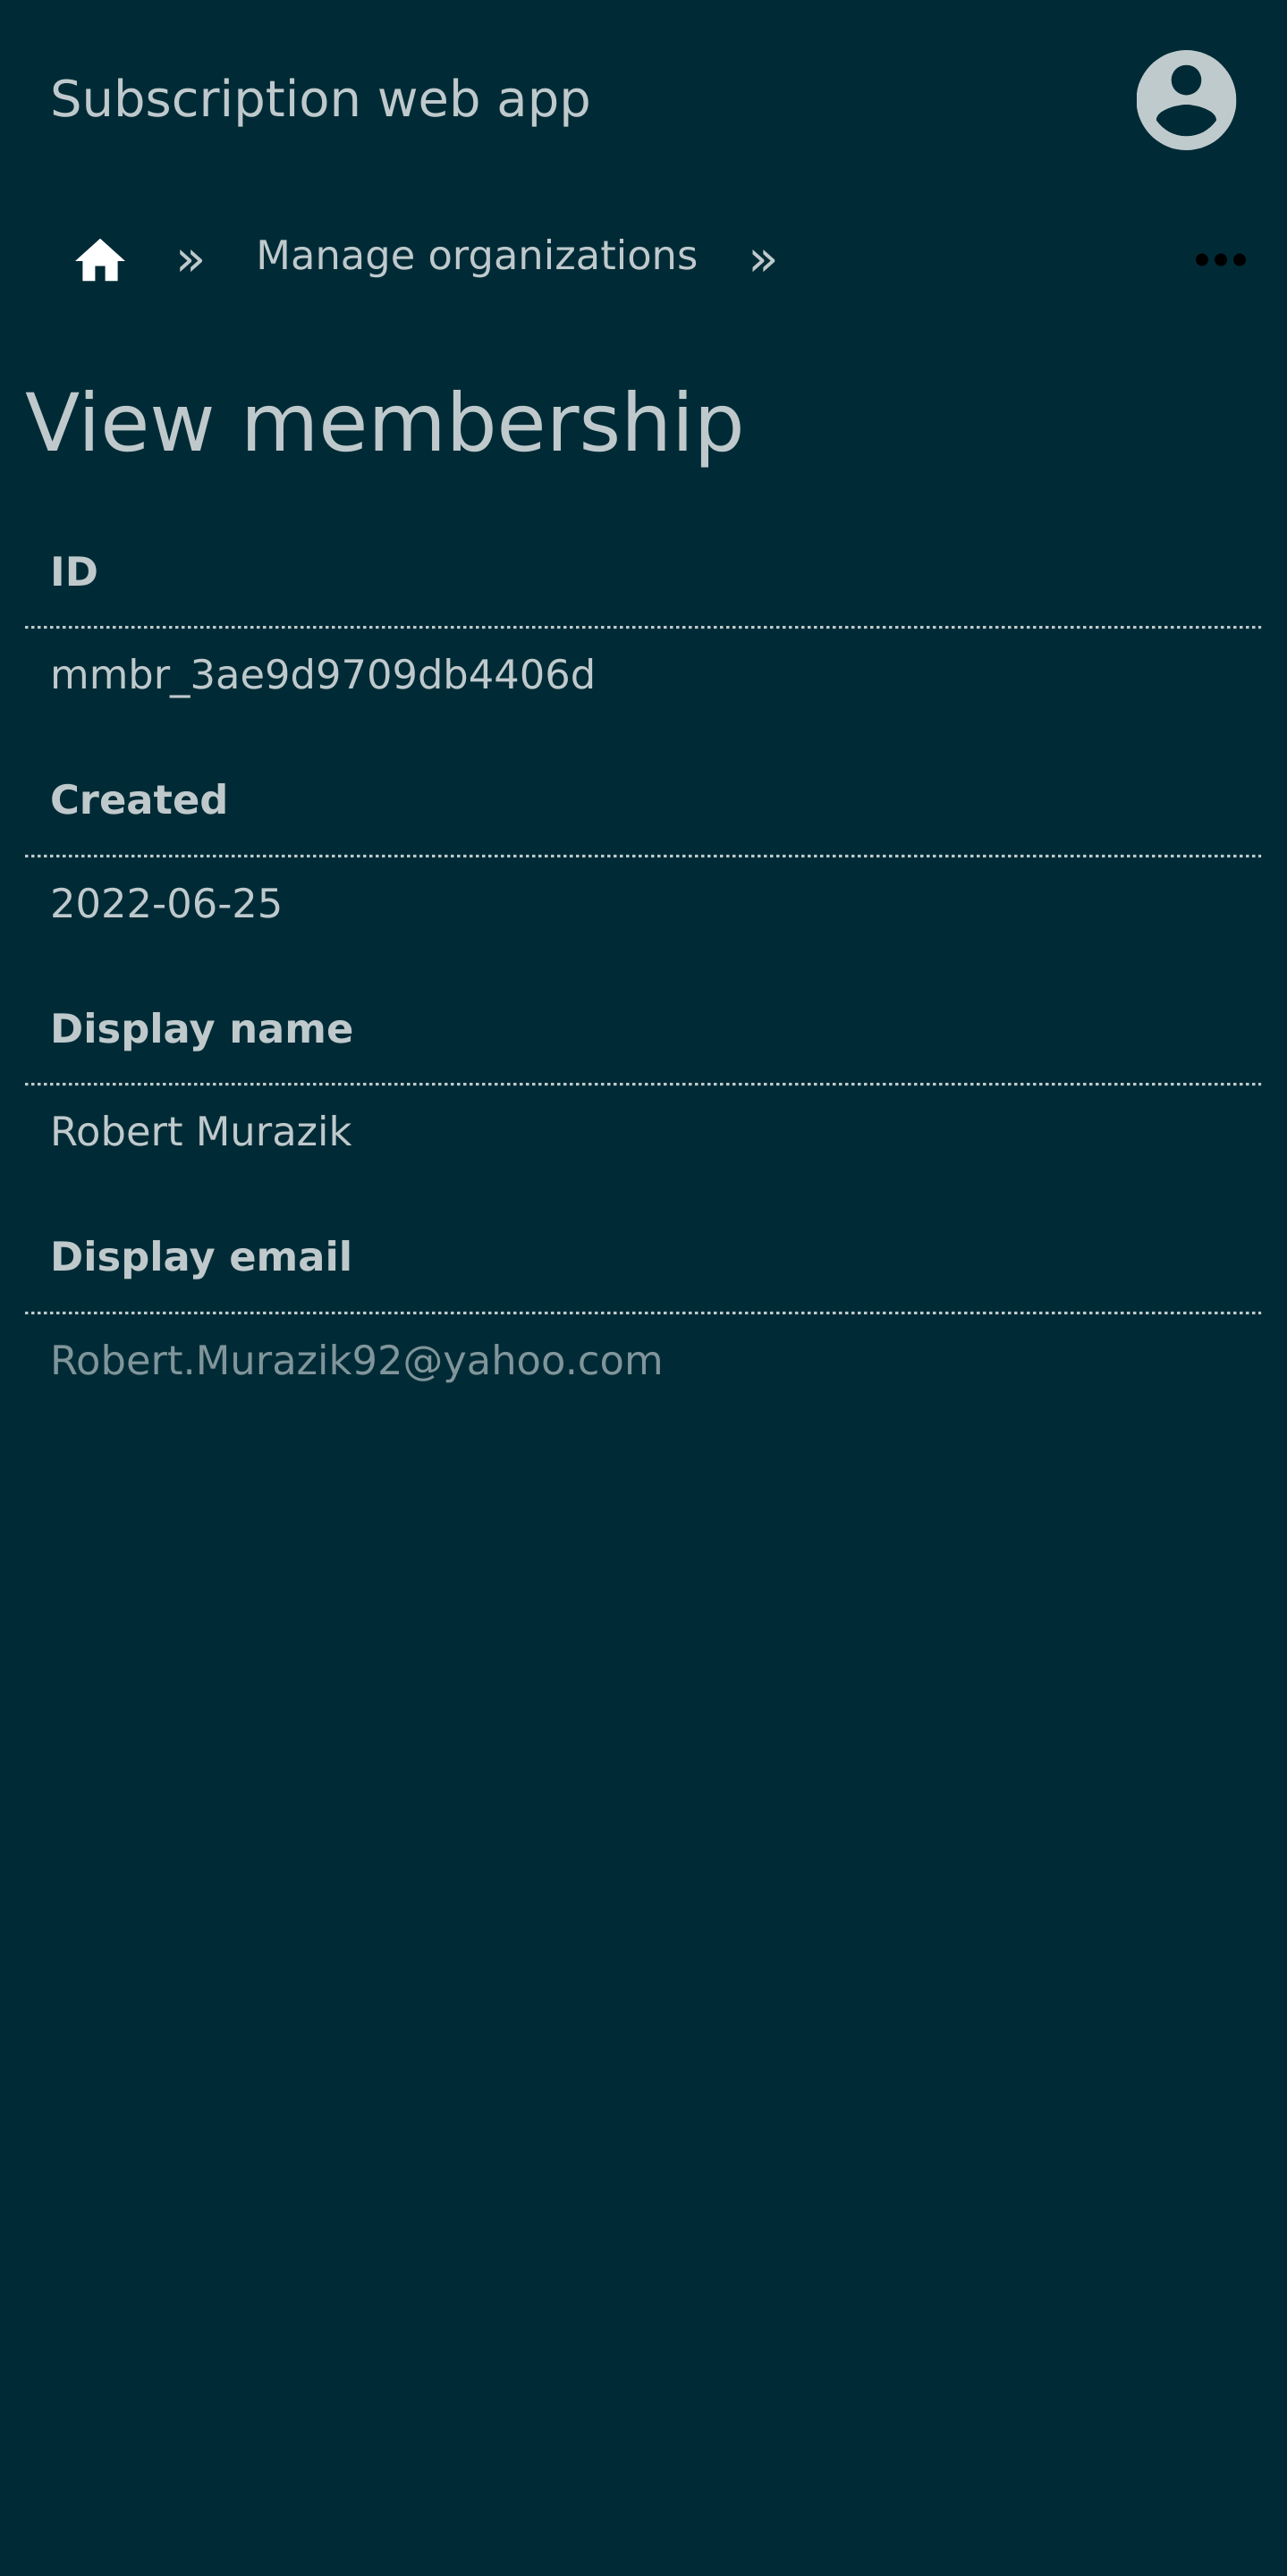 Subscription web app
» Manage organizations »
View membership
ID
mmbr_3ae9d9709db4406d
Created
2022-06-25
Display name
Robert Murazik
Display email
Robert.Murazik92@yahoo.com